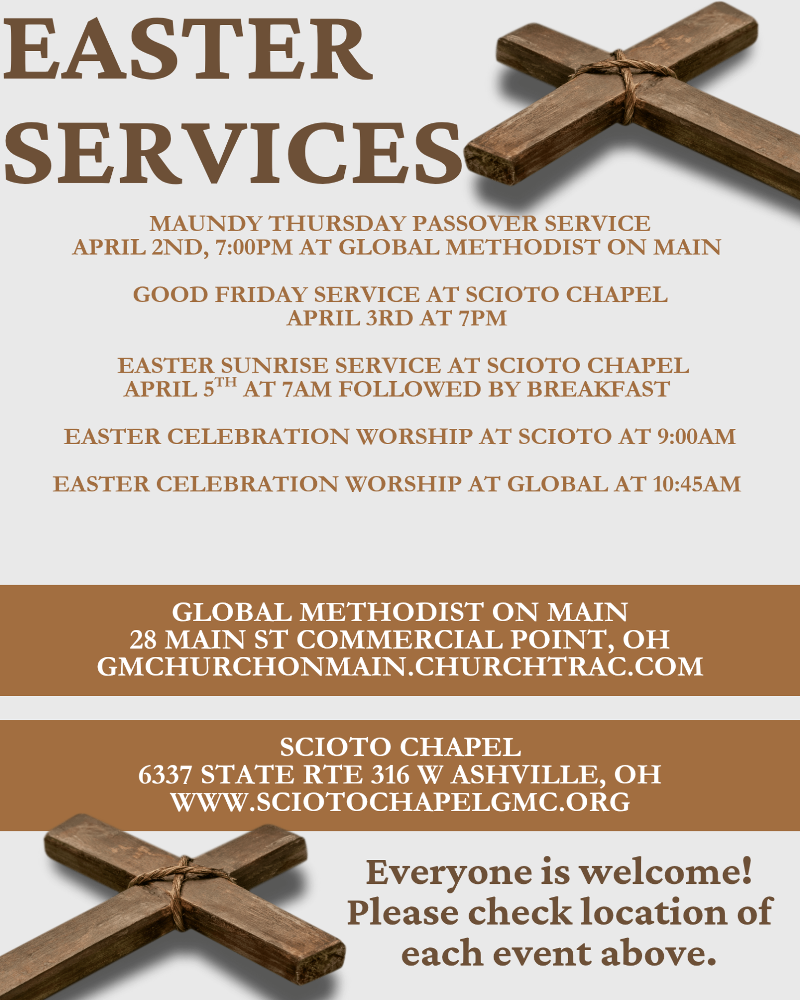 EASTER
SERVICES
MAUNDY THURSDAY PASSOVER SERVICE
APRIL 2ND, 7:00PM AT GLOBAL METHODIST ON MAIN
GOOD FRIDAY SERVICE AT SCIOTO CHAPEL
APRIL 3RD AT 7PM
EASTER SUNRISE SERVICE AT SCIOTO CHAPEL
APRIL 5TH AT 7AM FOLLOWED BY BREAKFAST
EASTER CELEBRATION WORSHIP AT SCIOTO AT 9:00AM
EASTER CELEBRATION WORSHIP AT GLOBAL AT 10:45AM
GLOBAL METHODIST ON MAIN
28 MAIN ST COMMERCIAL POINT, OH
GMCHURCHONMAIN.CHURCHTRAC.COM
SCIOTO CHAPEL
6337 STATE RTE 316 W ASHVILLE, OH
WWW.SCIOTOCHAPELGMC.ORG
Everyone is welcome!
Please check location of
each event above.